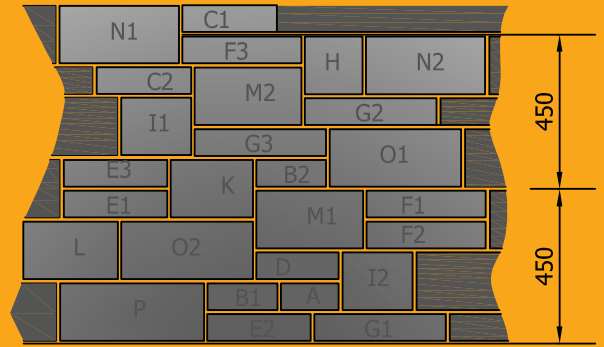 N1 C1
F3 H N2
C2 M2
I1 G2
G3 O1
450
E3 K B2
E1 M1 F1
L O2 F2
D I2
450
P B1 A
E2 G1